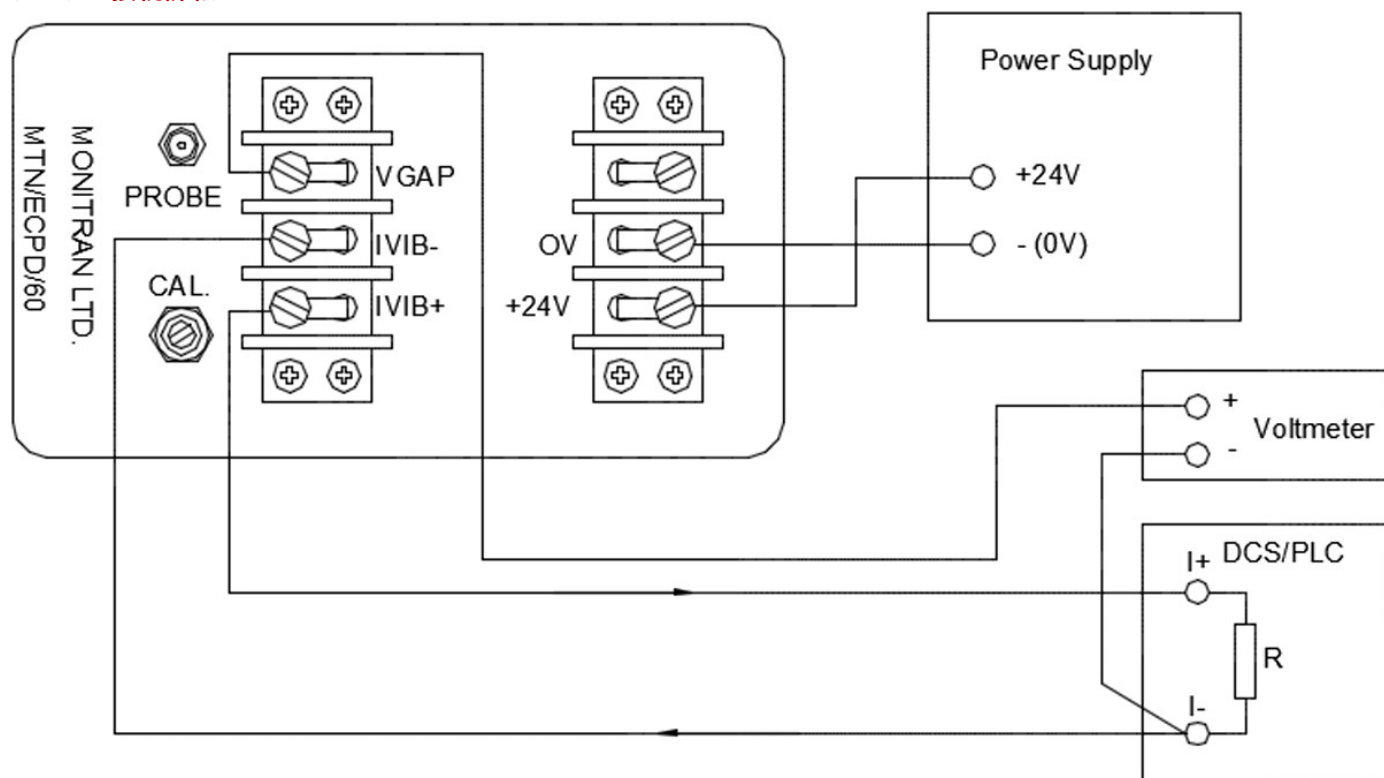 MONITRAN LTD.
MTN/ECPD/60
PROBE
CAL.
VGAP
IVIB-
IVIB+
OV
+24V
Power Supply
+24V
- (0V)
+
Voltmeter
-
DCS/PLC
I+
R
I-